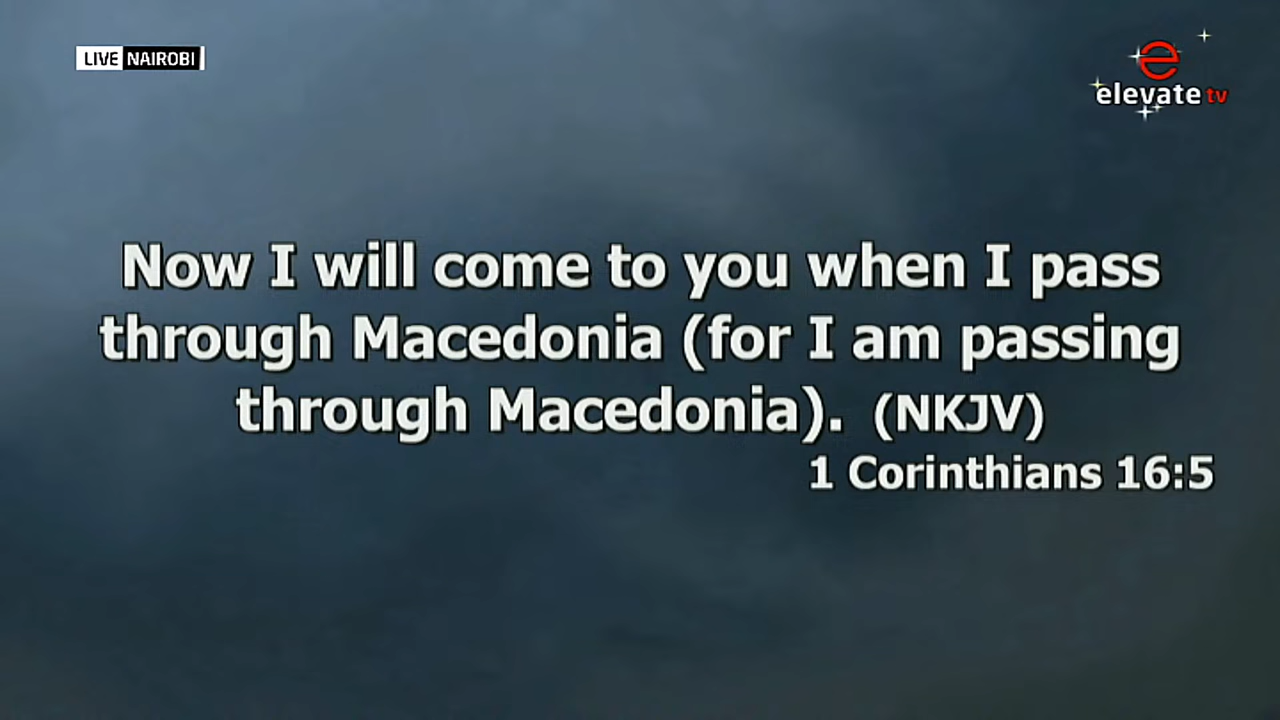 LIVE NAIROBI
e
elevate tv
Now I will come to you when I pass
through Macedonia (for I am passing
through Macedonia). (NKJV)
1 Corinthians 16:5